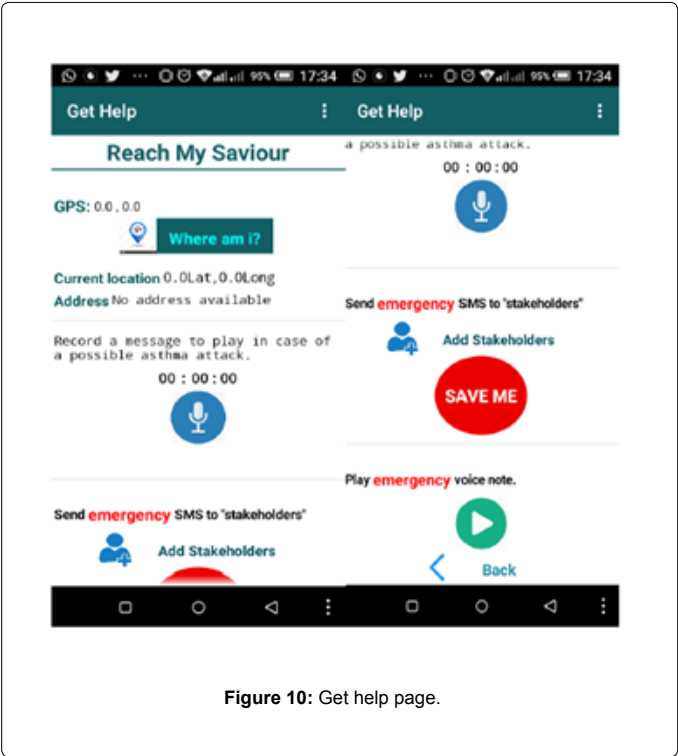 95% 17:34
Get Help
Reach My Saviour
GPS: 0.0 , 0.0
Where am i?
Current location 0.0Lat,0.0Long
Address No address available
Record a message to play in case of
a possible asthma attack.
00 : 00 : 00
Send emergency SMS to "stakeholders"
Add Stakeholders
95% 17:34
Get Help
a possible asthma attack.
00 : 00 : 00
Send emergency SMS to "stakeholders"
Add Stakeholders
SAVE ME
Play emergency voice note.
Back
Figure 10: Get help page.